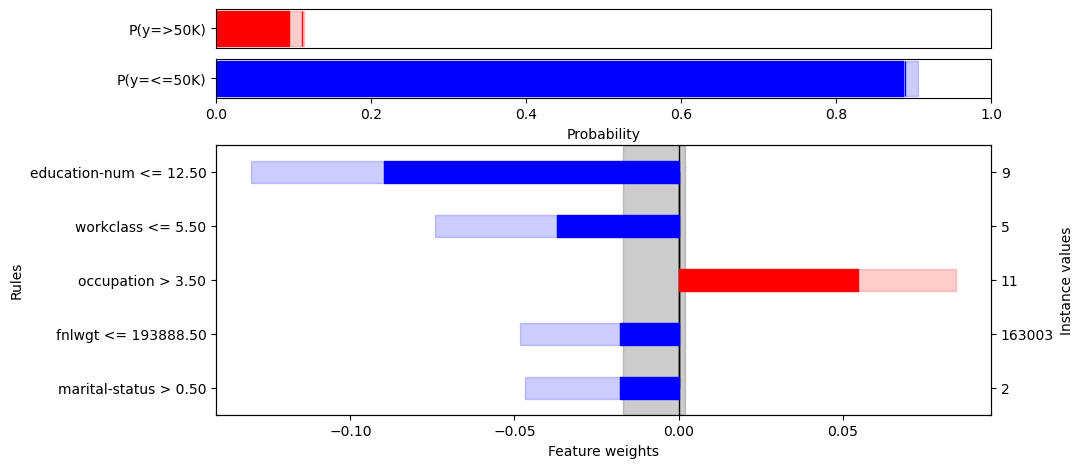 P(y=>50K)
P(y=<=50K)
0.0 0.2 0.4 0.6 0.8 1.0
Probability
education-num <= 12.50 9
workclass <= 5.50 5
occupation > 3.50 11
fnlwgt <= 193888.50 163003
marital-status > 0.50 2
Rules
Instance values
−0.10 −0.05 0.00 0.05
Feature weights